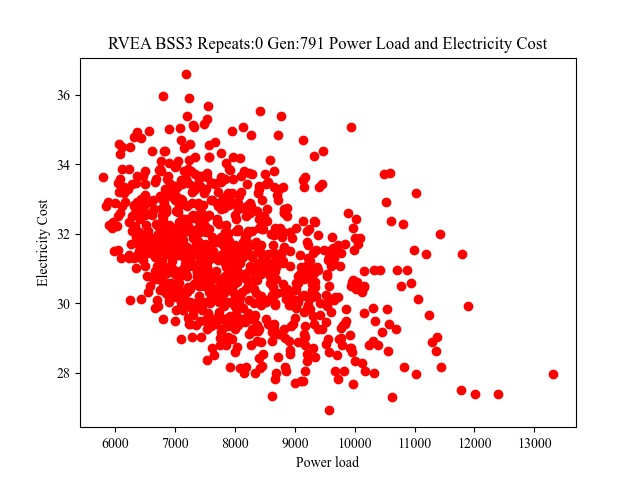 RVEA BSS3 Repeats:0 Gen:791 Power Load and Electricity Cost
36
34
32
30
28
Electricity Cost
6000 7000 8000 9000 10000 11000 12000 13000
Power load